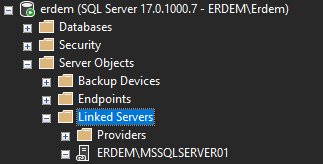 erdem (SQL Server 17.0.1000.7 - ERDEM\Erdem)
Databases
Security
Server Objects
Backup Devices
Endpoints
Linked Servers
Providers
ERDEM\MSSQLSERVER01